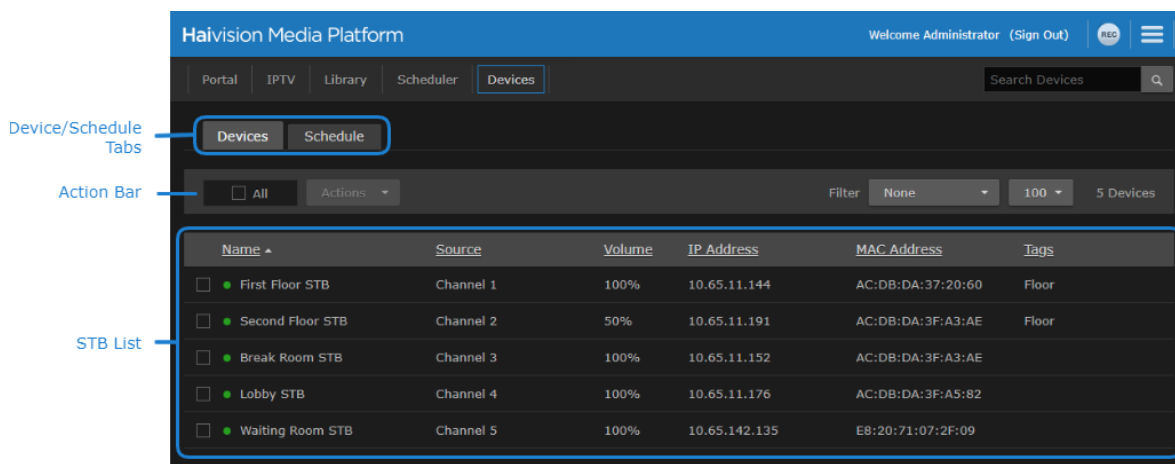 Haivision Media Platform
Welcome Administrator (Sign Out) REC
Portal IPTV Library Scheduler Devices Search Devices
Device/Schedule
Tabs
Devices Schedule
Action Bar
All Actions Filter None 100 5 Devices
Name Source Volume IP Address MAC Address Tags
First Floor STB Channel 1 100% 10.65.11.144 AC:DB:DA:37:20:60 Floor
Second Floor STB Channel 2 50% 10.65.11.191 AC:DB:DA:3F:A3:AE Floor
STB List
Break Room STB Channel 3 100% 10.65.11.152 AC:DB:DA:3F:A3:AE
Lobby STB Channel 4 100% 10.65.11.176 AC:DB:DA:3F:A5:82
Waiting Room STB Channel 5 100% 10.65.142.135 E8:20:71:07:2F:09